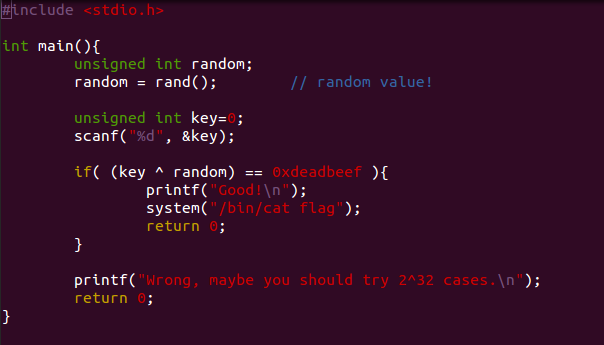 #include <stdio.h>
int main(){
unsigned int random;
random = rand(); // random value!
unsigned int key=0;
scanf("%d", &key);
if( (key ^ random) == 0xdeadbeef ){
printf("Good!\n");
system("/bin/cat flag");
return 0;
}
printf("Wrong, maybe you should try 2^32 cases.\n");
return 0;
}